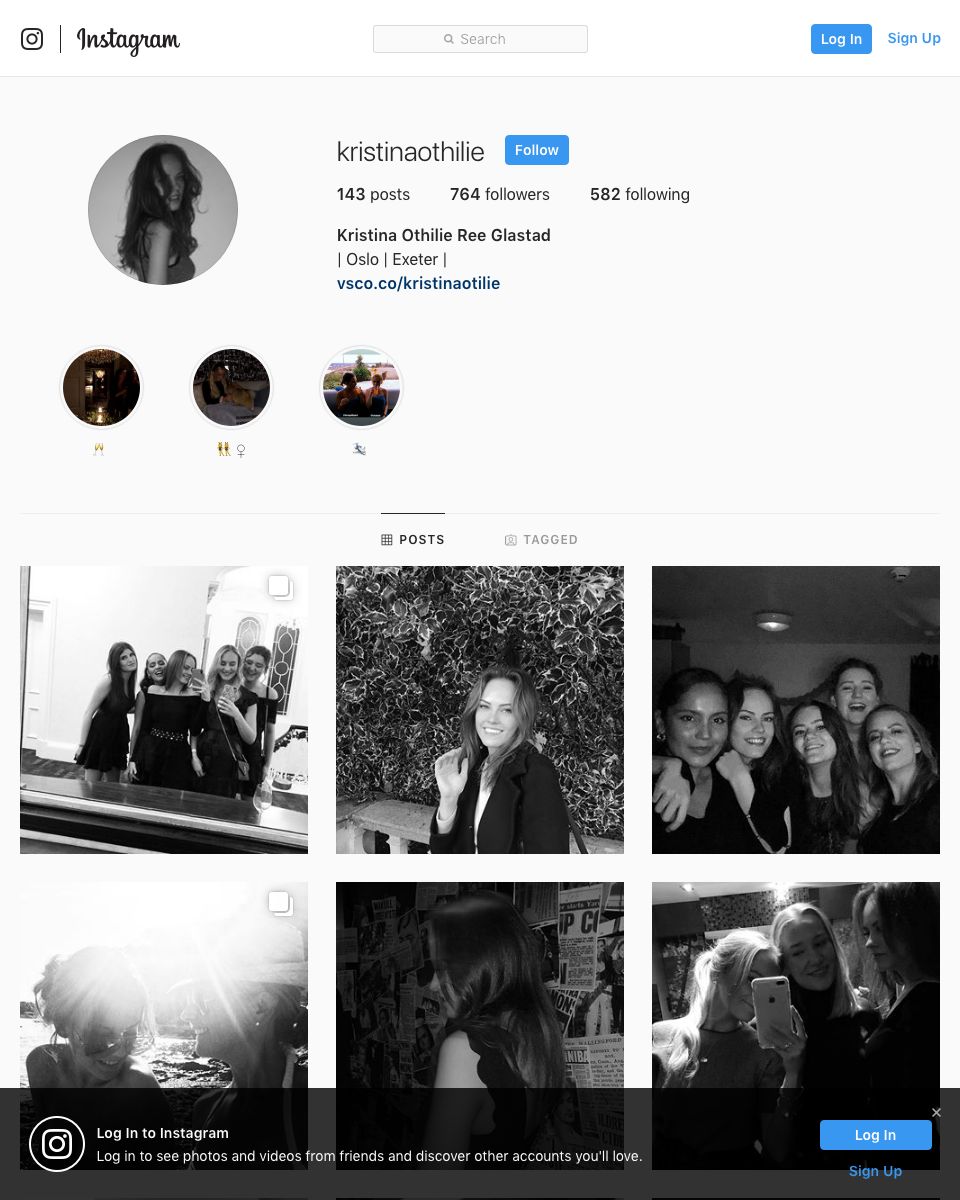 Instagram
Search
Log In
Sign Up
kristinaothilie
Follow
143 posts
764 followers
582 following
Kristina Othilie Ree Glastad
| Oslo | Exeter |
vsco.co/kristinaotilie
POSTS
TAGGED
Log In to Instagram
Log in to see photos and videos from friends and discover other accounts you'll love.
Log In
Sign Up